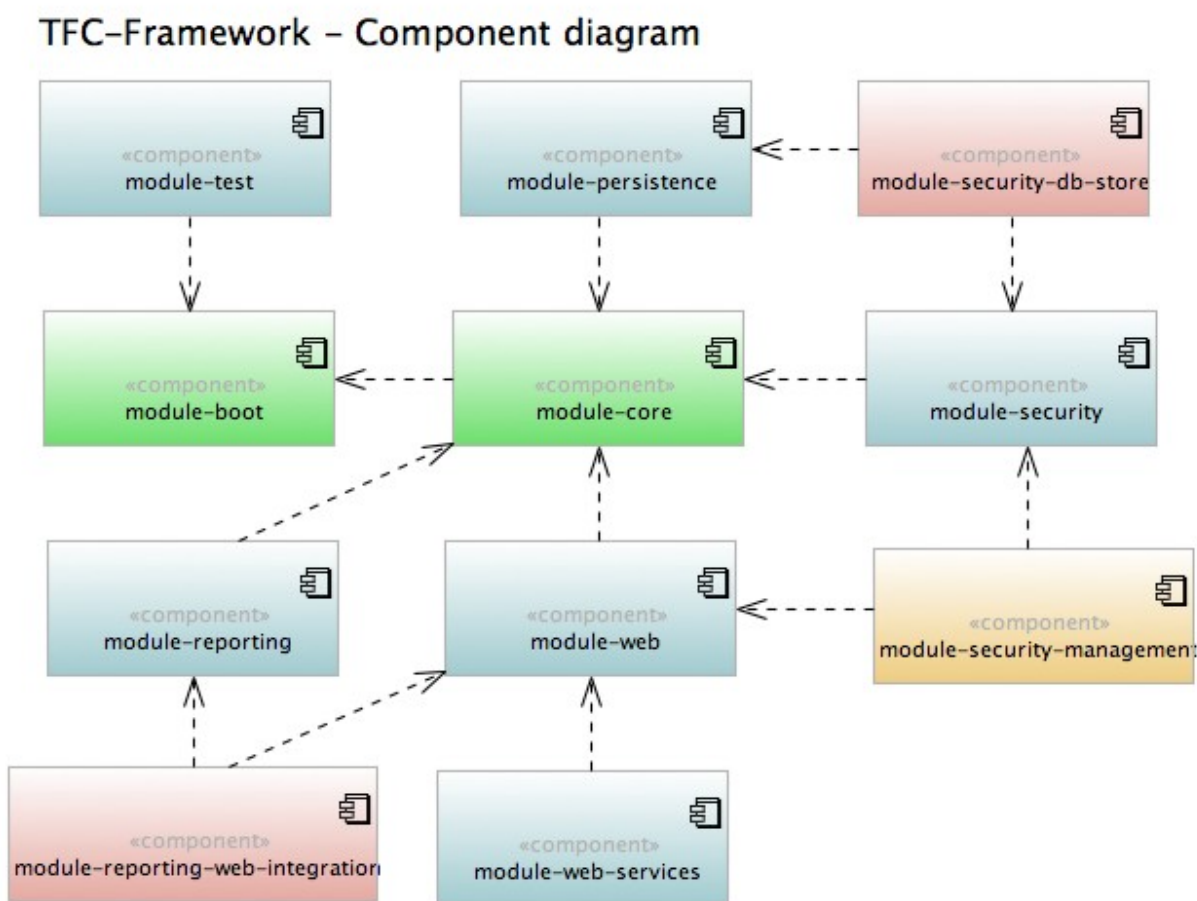 TFC-Framework - Component diagram
«component»
module-test
«component»
module-persistence
«component»
module-security-db-store
«component»
module-boot
«component»
module-core
«component»
module-security
«component»
module-reporting
«component»
module-web
«component»
module-security-management
«component»
module-reporting-web-integration
«component»
module-web-services